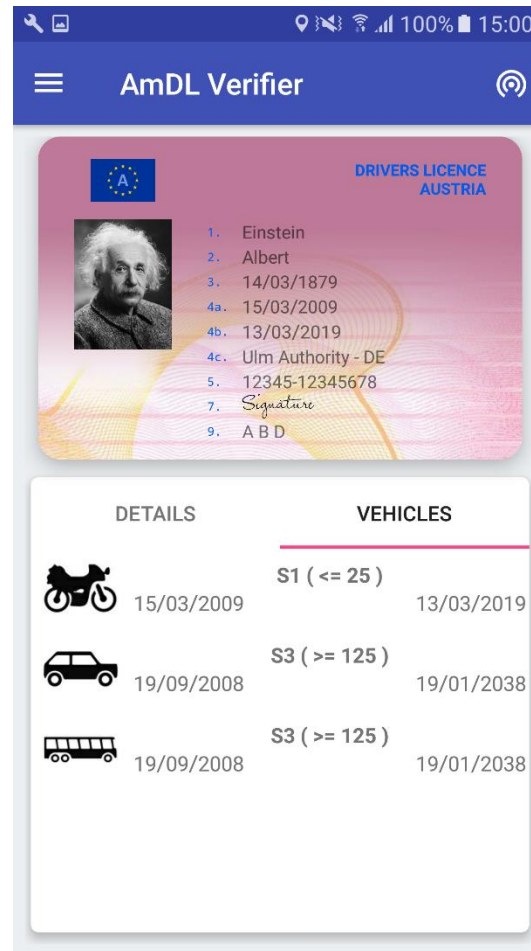 100% 15:00
AmDL Verifier
A
DRIVERS LICENCE
AUSTRIA
1. Einstein
2. Albert
3. 14/03/1879
4a. 15/03/2009
4b. 13/03/2019
4c. Ulm Authority - DE
5. 12345-12345678
7. Signature
9. A B D
DETAILS VEHICLES
S1 ( <= 25 )
15/03/2009 13/03/2019
S3 ( >= 125 )
19/09/2008 19/01/2038
S3 ( >= 125 )
19/09/2008 19/01/2038